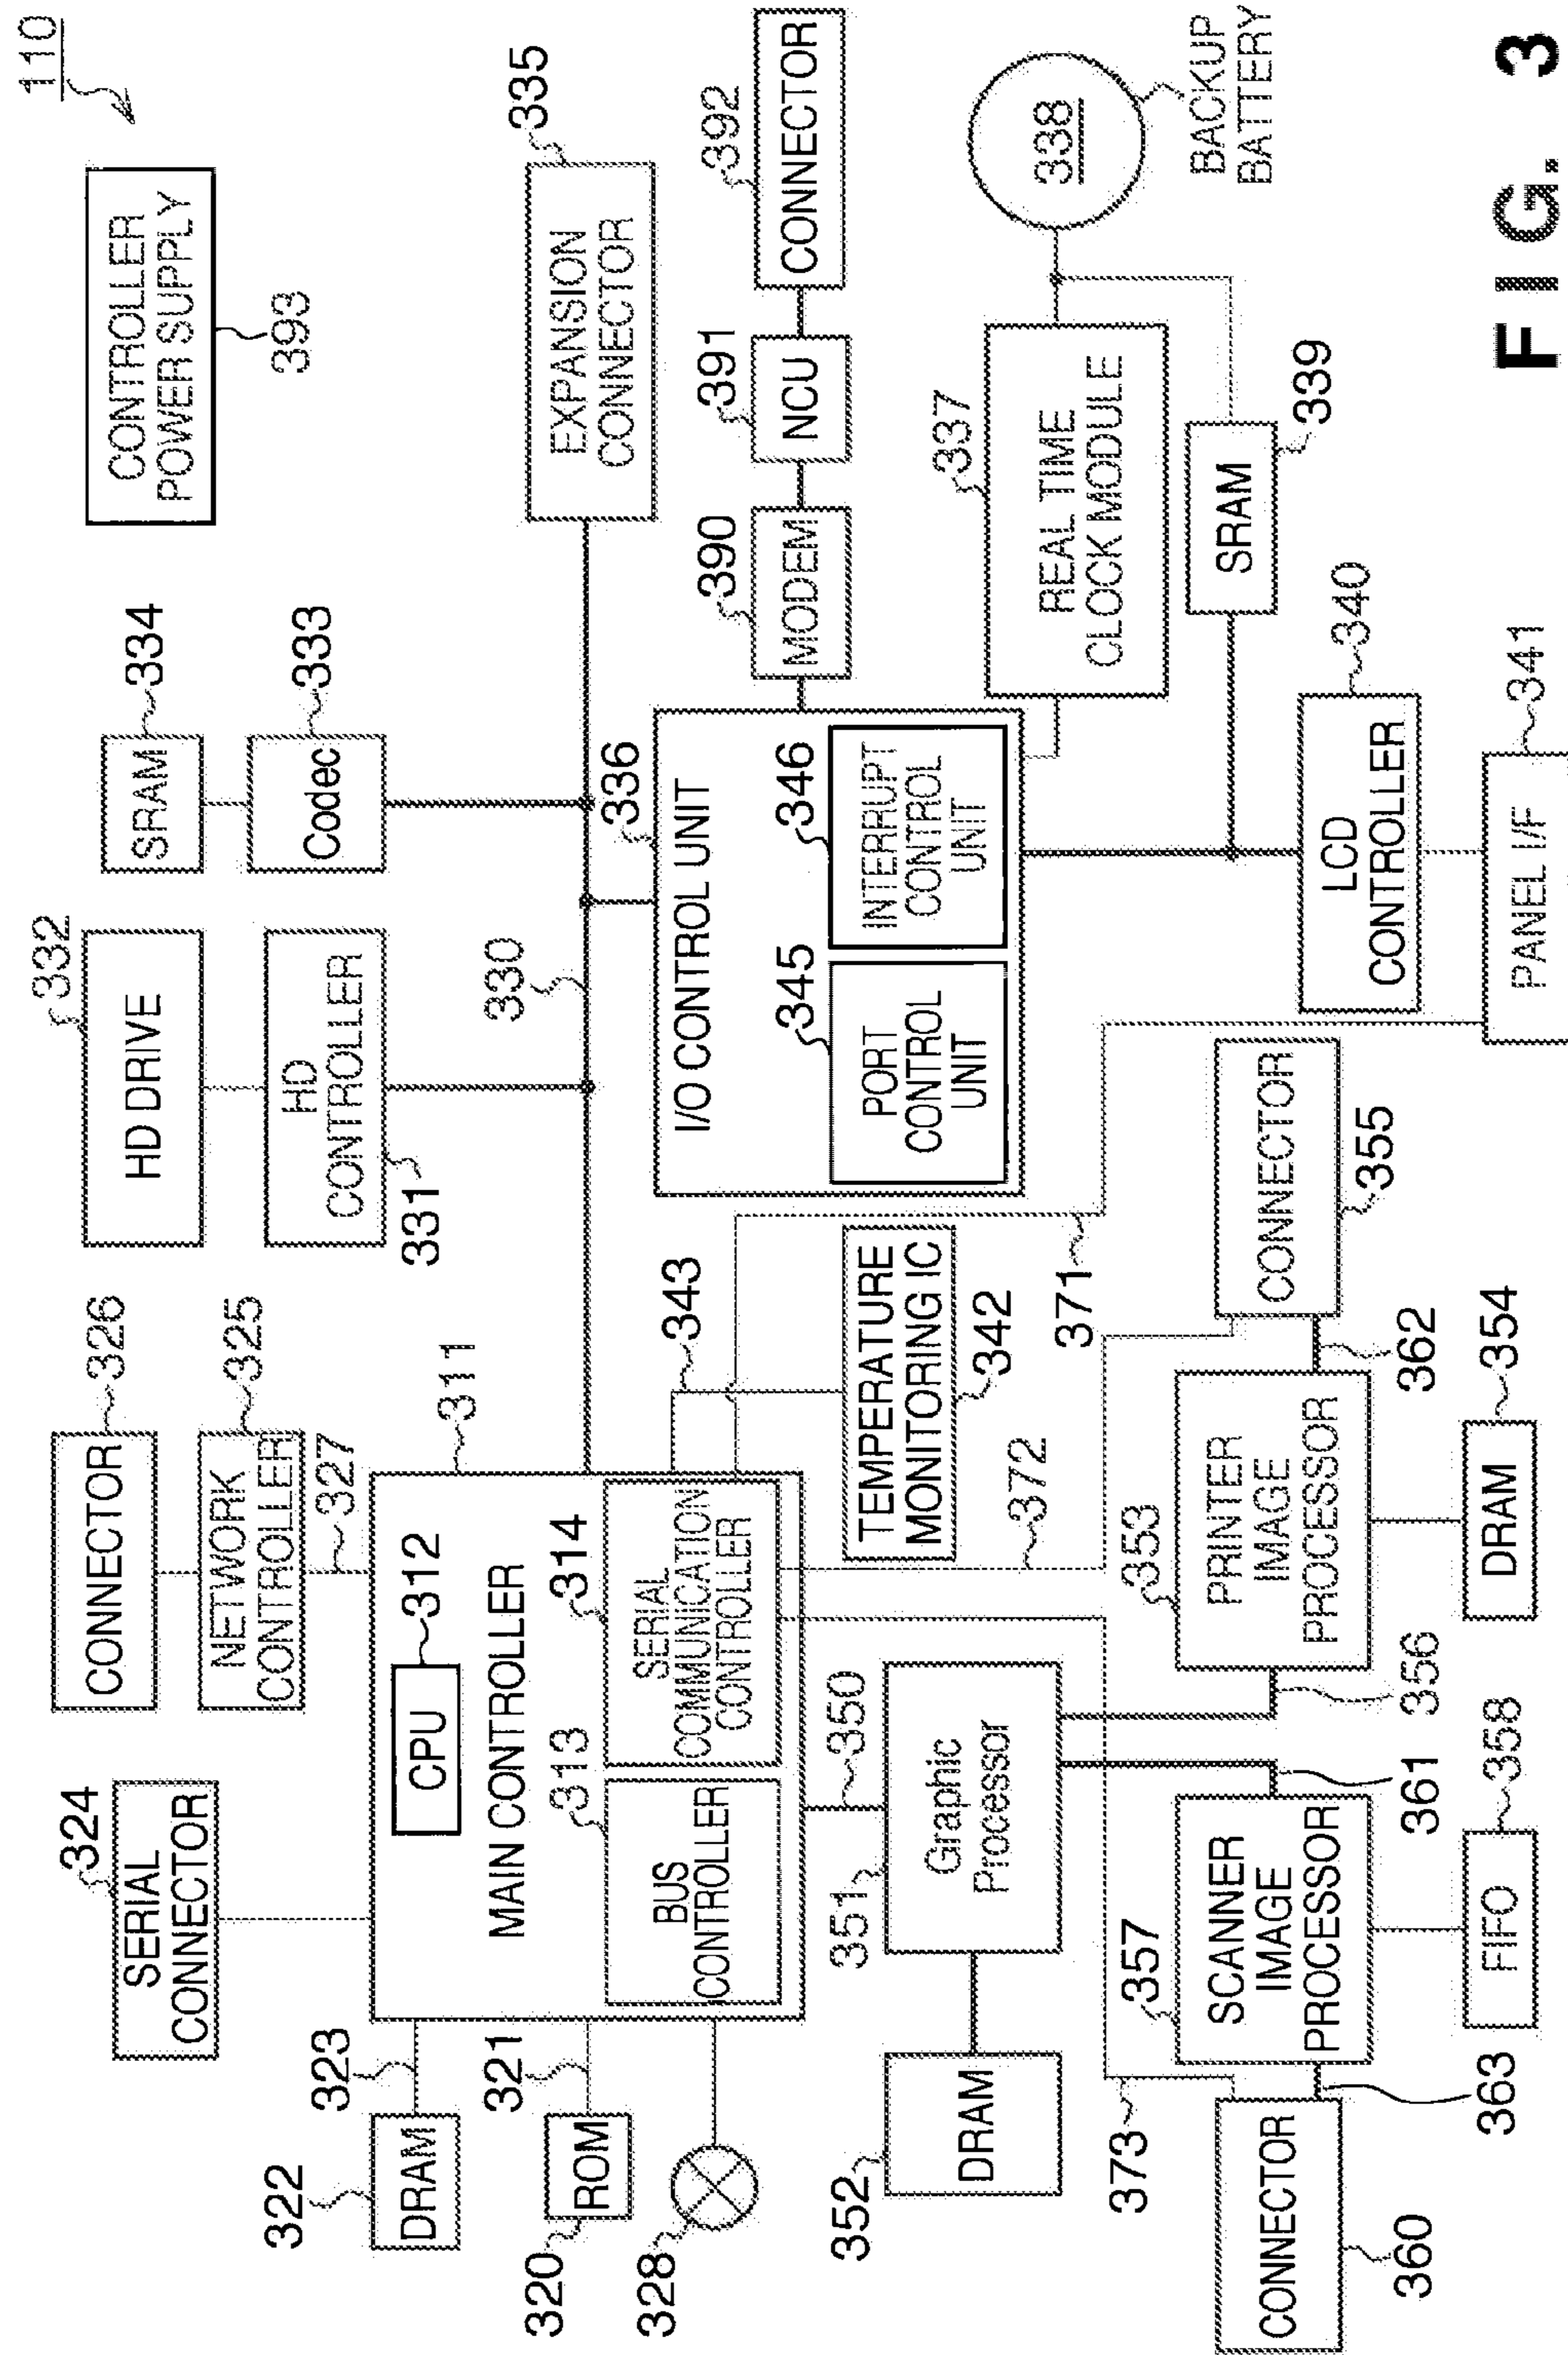 110
CONTROLLER
POWER SUPPLY
393
SERIAL
CONNECTOR
324
CONNECTOR
326
NETWORK
CONTROLLER
325
327
HD DRIVE
332
HD
CONTROLLER
331
SRAM
334
Codec
333
DRAM
322
323
ROM
320
321
328
MAIN CONTROLLER
311
CPU
312
BUS
CONTROLLER
313
SERIAL
COMMUNICATION
CONTROLLER
314
330
EXPANSION
CONNECTOR
335
I/O CONTROL UNIT
336
PORT
CONTROL
UNIT
345
INTERRUPT
CONTROL
UNIT
346
MODEM
390
NCU
391
CONNECTOR
392
343
TEMPERATURE
MONITORING IC
342
REAL TIME
CLOCK MODULE
337
338
BACKUP
BATTERY
SRAM
339
LCD
CONTROLLER
340
PANEL I/F
341
371
372
373
350
Graphic
Processor
351
DRAM
352
PRINTER
IMAGE
PROCESSOR
353
CONNECTOR
355
362
DRAM
354
356
361
SCANNER
IMAGE
PROCESSOR
357
FIFO
358
363
CONNECTOR
360
FIG. 3